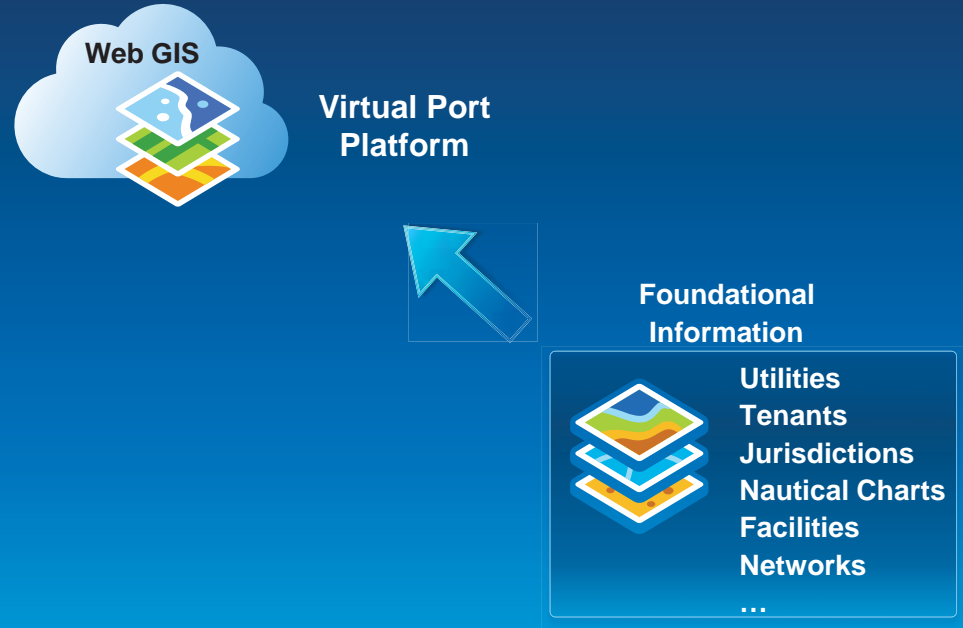 Web GIS
Virtual Port
Platform
Foundational
Information
Utilities
Tenants
Jurisdictions
Nautical Charts
Facilities
Networks
…